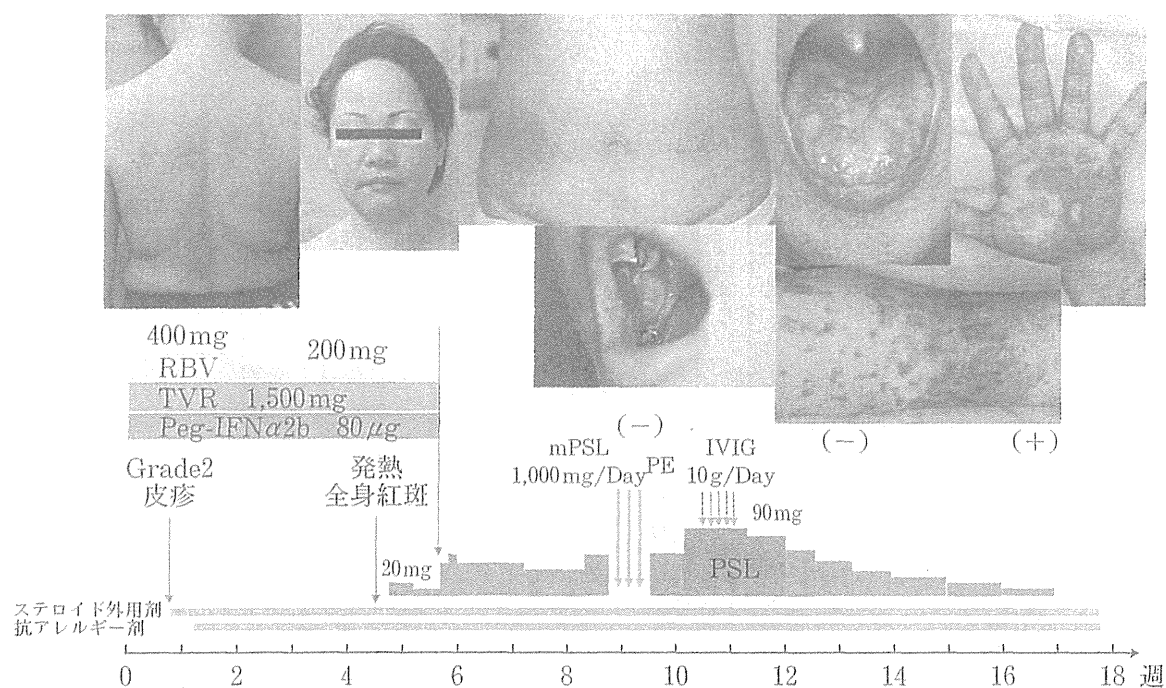 400mg
200mg
RBV
TVR 1,500mg
Peg-IFNα2b 80μg
(−)
(−)
(+)
mPSL
1,000mg/Day
PE
IVIG
10g/Day
Grade2
皮疹
発熱
全身紅斑
90mg
20mg
PSL
ステロイド外用剤
抗アレルギー剤
0 2 4 6 8 10 12 14 16 18 週